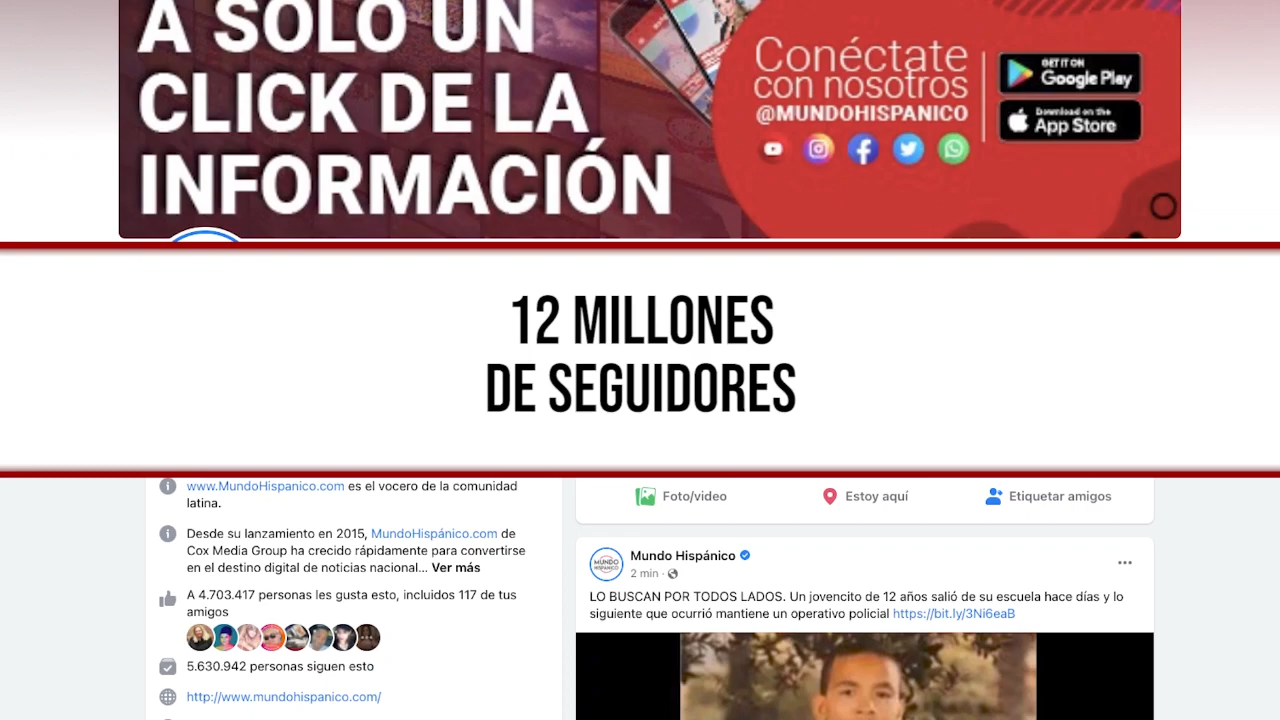 A SOLO UN
CLICK DE LA
INFORMACIÓN
Conéctate
con nosotros
@MUNDOHISPANICO
GET IT ON
Google Play
Download on the
App Store
12 MILLONES
DE SEGUIDORES
www.MundoHispanico.com es el vocero de la comunidad
latina.
Desde su lanzamiento en 2015, MundoHispánico.com de
Cox Media Group ha crecido rápidamente para convertirse
en el destino digital de noticias nacional... Ver más
A 4.703.417 personas les gusta esto, incluidos 117 de tus
amigos
5.630.942 personas siguen esto
http://www.mundohispanico.com/
Foto/video
Estoy aquí
Etiquetar amigos
MUNDO
HISPÁNICO
Mundo Hispánico
2 min ·
LO BUSCAN POR TODOS LADOS. Un jovencito de 12 años salió de su escuela hace días y lo
siguiente que ocurrió mantiene un operativo policial https://bit.ly/3Ni6eaB